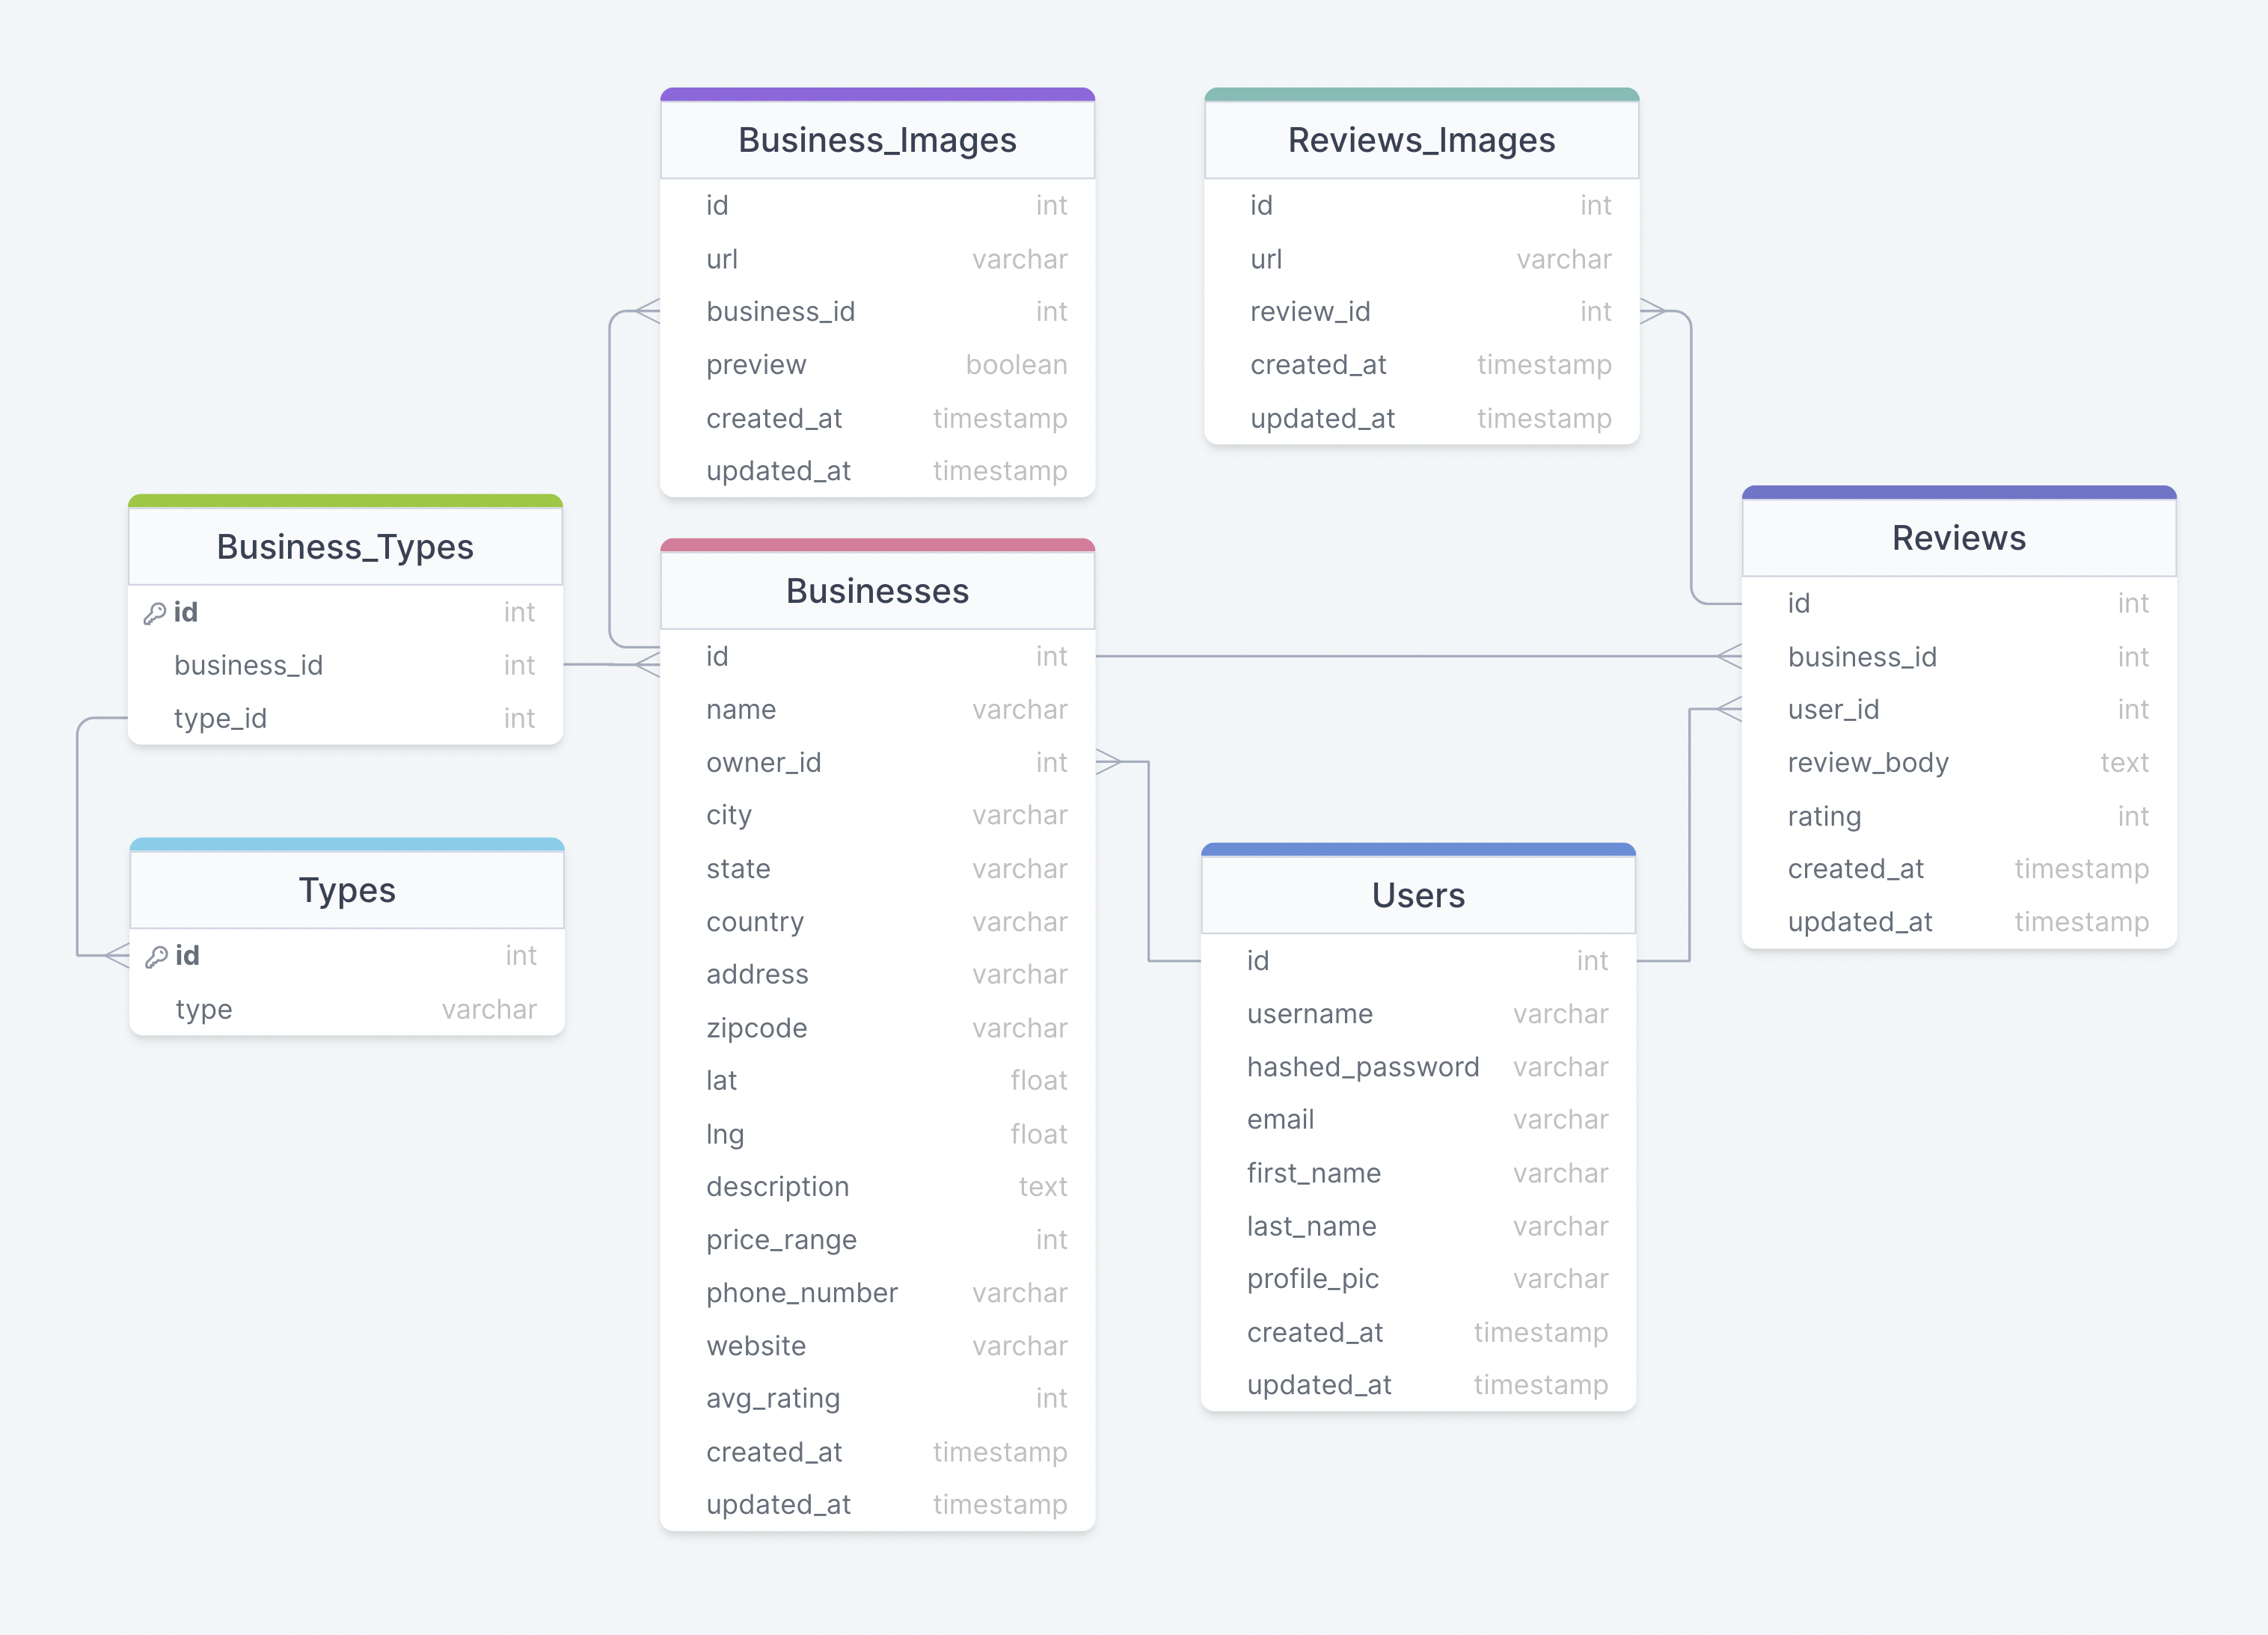 Business_Images
id int
url varchar
business_id int
preview boolean
created_at timestamp
updated_at timestamp
Reviews_Images
id int
url varchar
review_id int
created_at timestamp
updated_at timestamp
Business_Types
id int
business_id int
type_id int
Types
id int
type varchar
Businesses
id int
name varchar
owner_id int
city varchar
state varchar
country varchar
address varchar
zipcode varchar
lat float
lng float
description text
price_range int
phone_number varchar
website varchar
avg_rating int
created_at timestamp
updated_at timestamp
Users
id int
username varchar
hashed_password varchar
email varchar
first_name varchar
last_name varchar
profile_pic varchar
created_at timestamp
updated_at timestamp
Reviews
id int
business_id int
user_id int
review_body text
rating int
created_at timestamp
updated_at timestamp